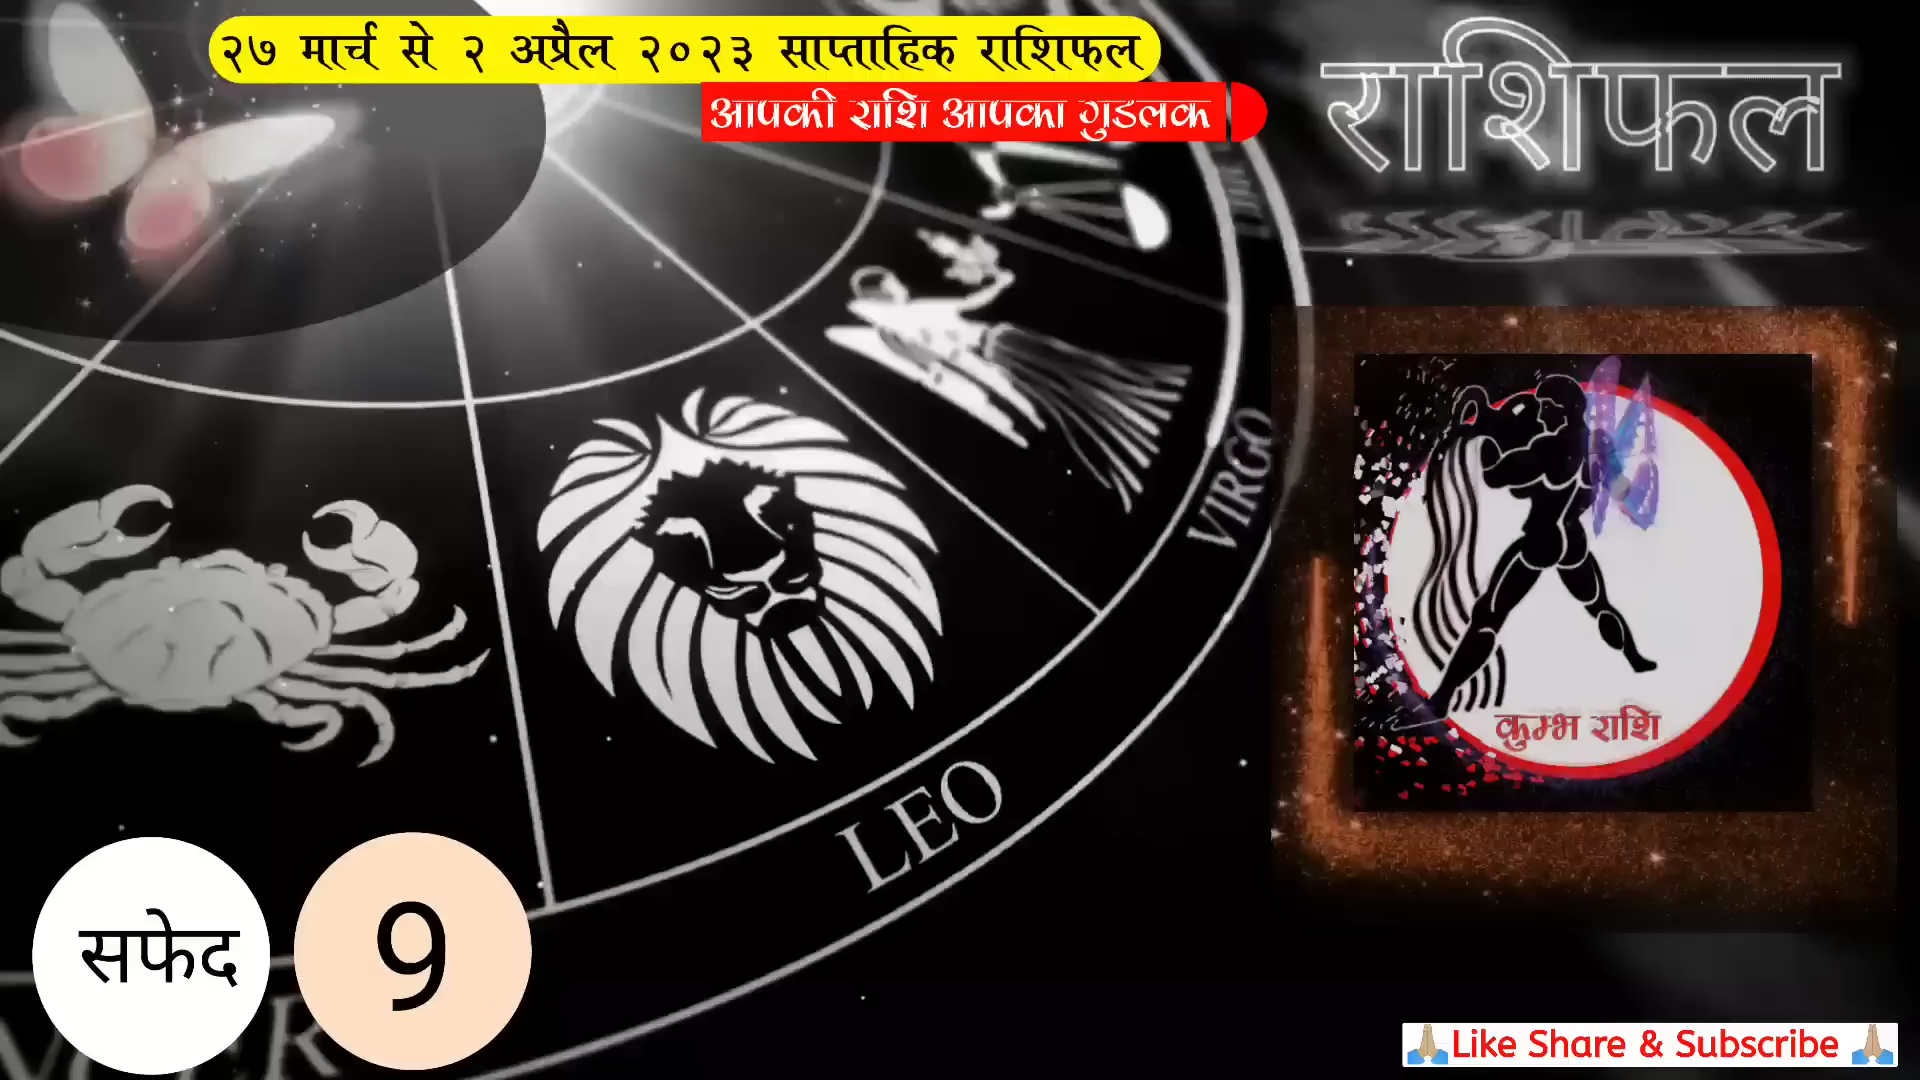 २७ मार्च से २ अप्रैल २०२३ साप्ताहिक राशिफल
आपकी राशि आपका गुडलक
राशिफल
VIRGO
कुम्भ राशि
LEO
सफेद
9
Like Share & Subscribe